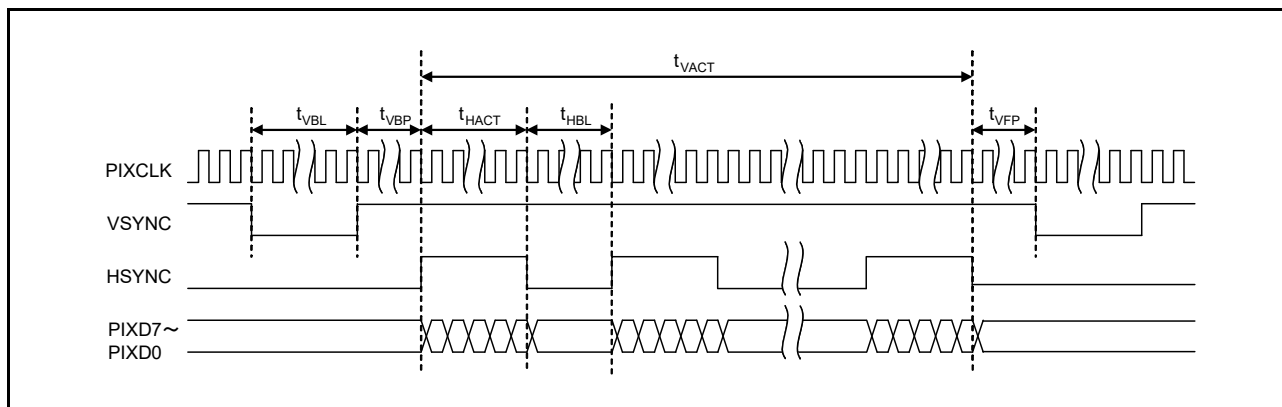 tVACT
tVBL tVBP tHACT tHBL tVFP
PIXCLK
VSYNC
HSYNC
PIXD7～
PIXD0